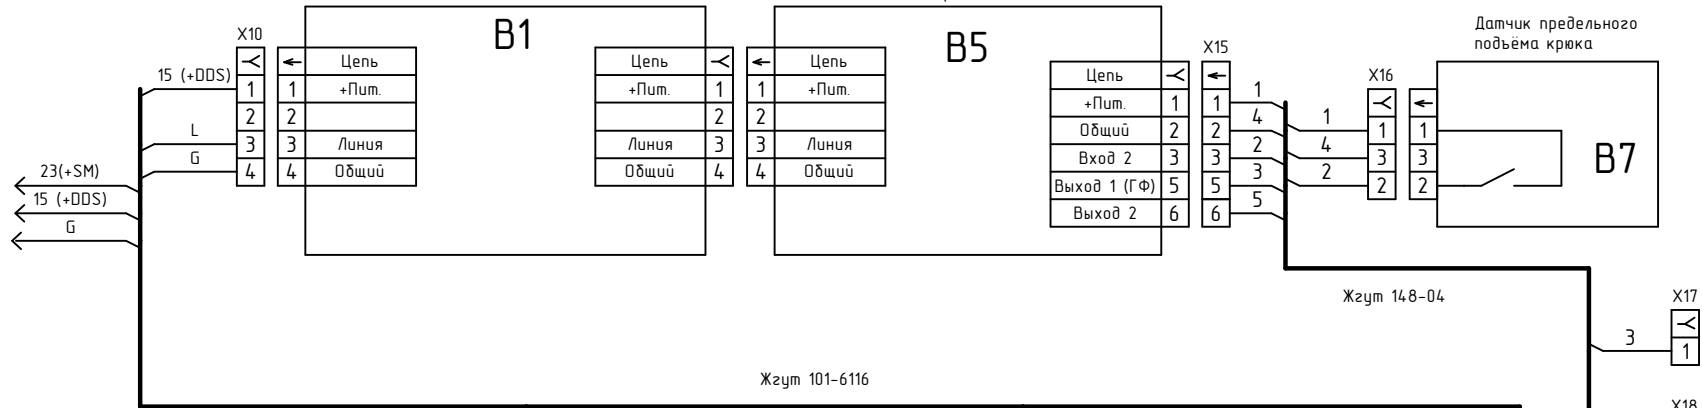 X10
15 (+DDS)
1
2
L
3
G
4
23(+SM)
15 (+DDS)
G
B1
Цепь
1 +Пит.
2
3 Линия
4 Общий
Цепь
+Пит. 1
2
Линия 3
Общий 4
B5
Цепь
1 +Пит.
2
3 Линия
4 Общий
Цепь
+Пит. 1
Общий 2
Вход 2 3
Выход 1 (ГФ) 5
Выход 2 6
X15
1 1
2 4
3 2
5 3
6 5
Датчик предельного
подъёма крюка
X16
1 1
4 3
2 2
1
3
2
B7
Жгут 148-04
X17
3 1
Жгут 101-6116
X18